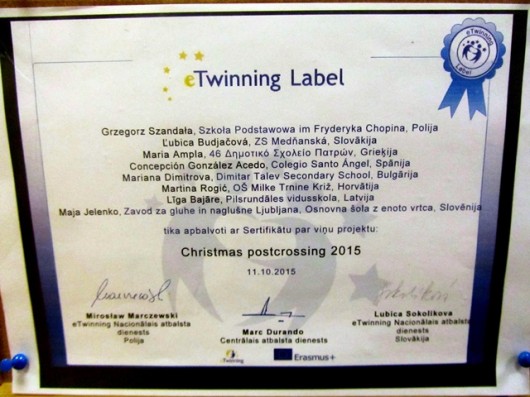 eTwinning
Label
eTwinning Label
Grzegorz Szandała, Szkoła Podstawowa im Fryderyka Chopina, Polija
Ľubica Budjačová, ZS Medňanská, Slovākija
Maria Ampla, 46 Δημοτικό Σχολείο Πατρών, Grieķija
Concepción González Acedo, Colegio Santo Ángel, Spānija
Mariana Dimitrova, Dimitar Talev Secondary School, Bulgārija
Martina Rogić, OŠ Milke Trnine Križ, Horvātija
Līga Bajāre, Pilsrundāles vidusskola, Latvija
Maja Jelenko, Zavod za gluhe in naglušne Ljubljana, Osnovna šola z enoto vrtca, Slovēnija
tika apbalvoti ar Sertifikātu par viņu projektu:
Christmas postcrossing 2015
11.10.2015
Mirosław Marczewski
eTwinning Nacionālais atbalsta
dienests
Polija
Marc Durando
Centrālais atbalsta dienests
Lubica Sokolikova
eTwinning Nacionālais atbalsta
dienests
Slovākija
eTwinning
Erasmus+